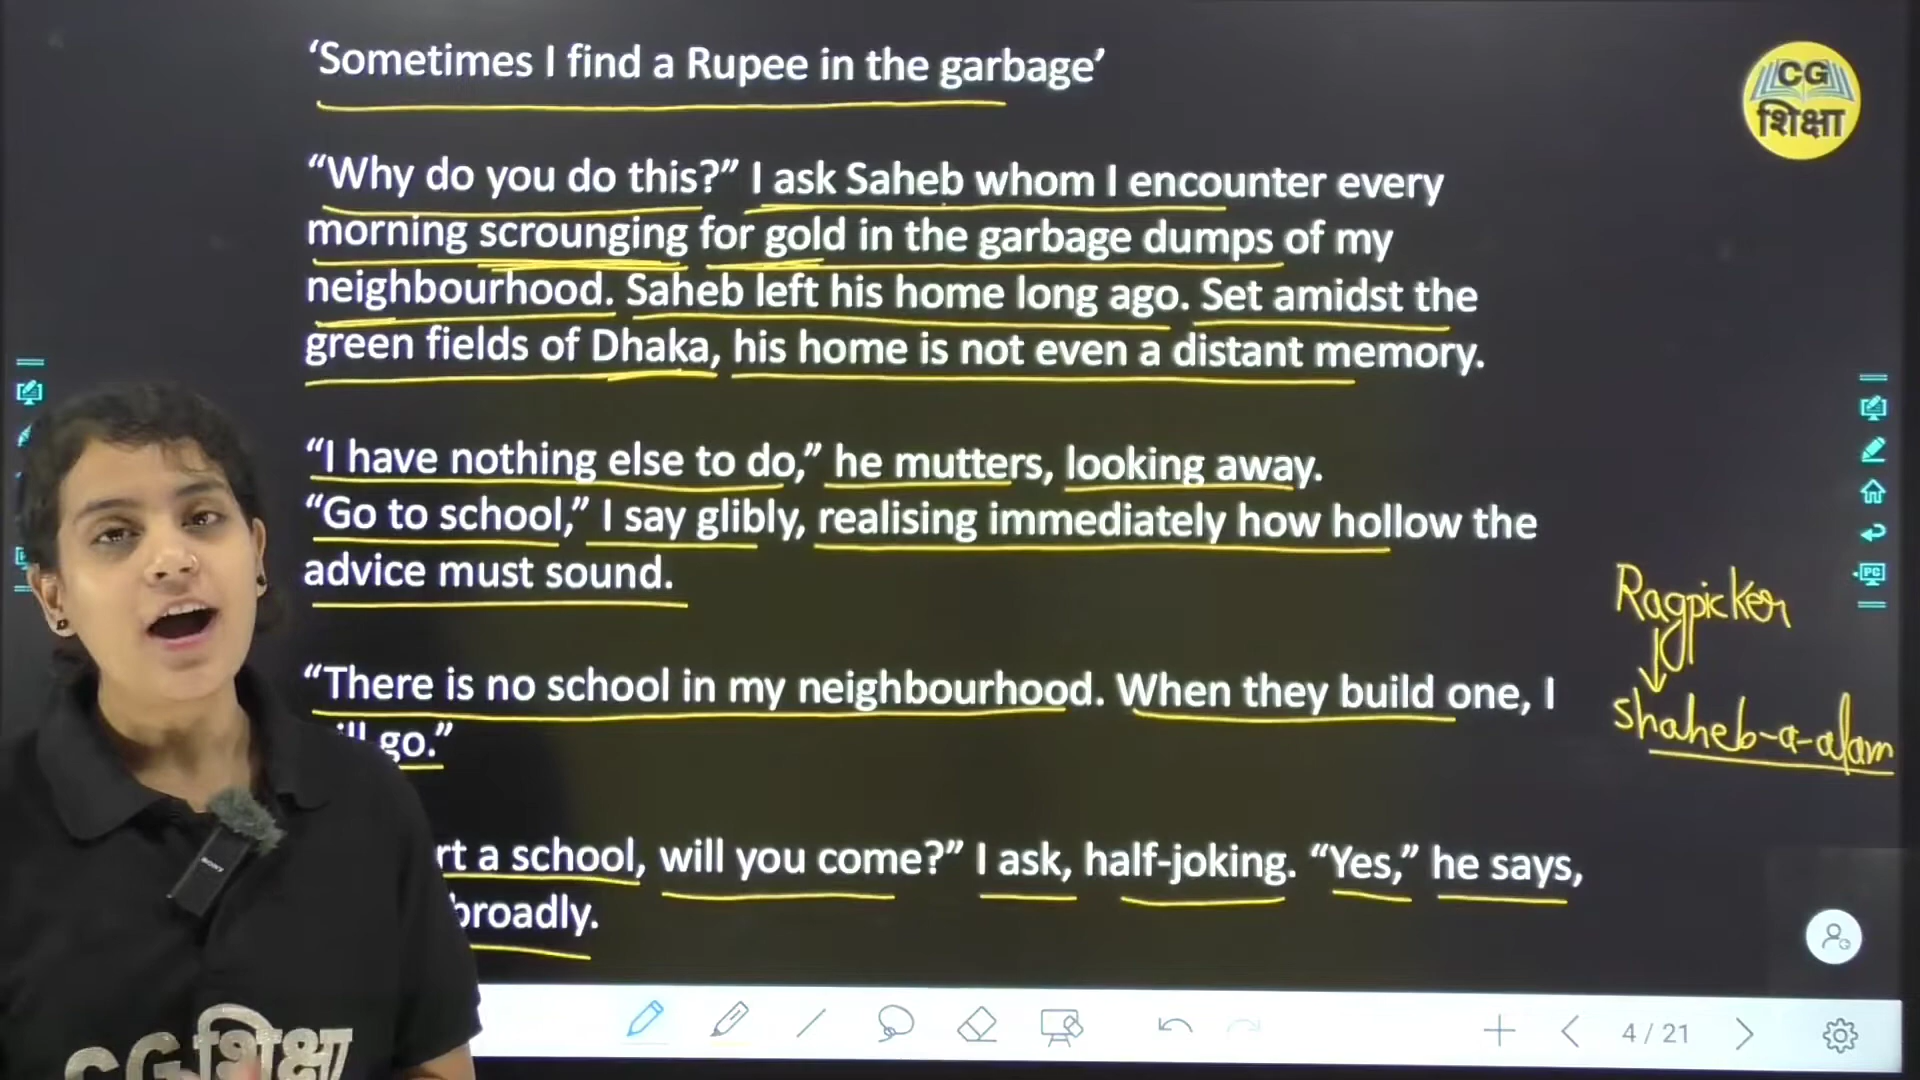 ‘Sometimes I find a Rupee in the garbage’
CG
शिक्षा
“Why do you do this?” I ask Saheb whom I encounter every
morning scrounging for gold in the garbage dumps of my
neighbourhood. Saheb left his home long ago. Set amidst the
green fields of Dhaka, his home is not even a distant memory.
“I have nothing else to do,” he mutters, looking away.
“Go to school,” I say glibly, realising immediately how hollow the
advice must sound.
“There is no school in my neighbourhood. When they build one, I
go.”
a school, will you come?” I ask, half-joking. “Yes,” he says,
broadly.
Ragpicker
shaheb-a-alam
PC
SONY
CG शिक्षा
4 / 21